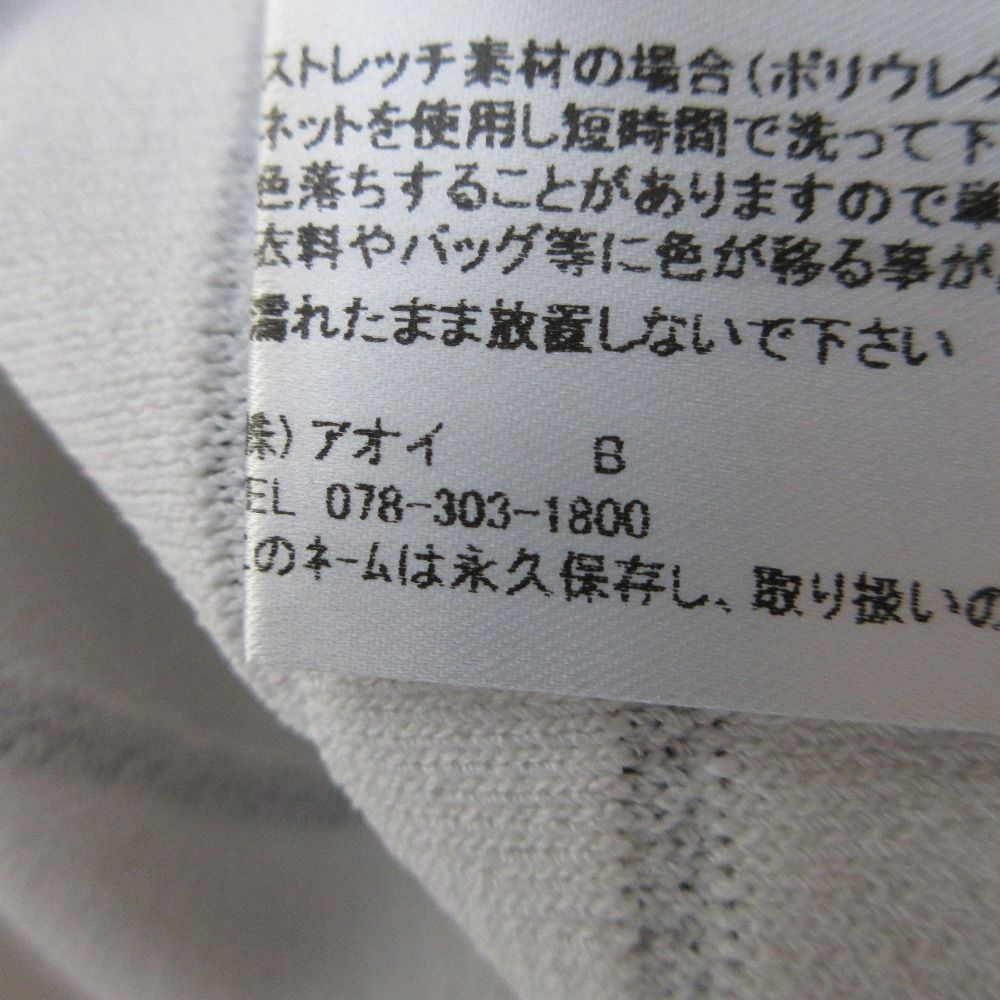 ストレッチ素材の場合(ポリウレタ
ネットを使用し短時間で洗って下
色落ちすることがありますので単
衣料やバッグ等に色が移る事が
濡れたまま放置しないで下さい
株)アオイ B
EL 078-303-1800
のネームは永久保存し、取り扱いの